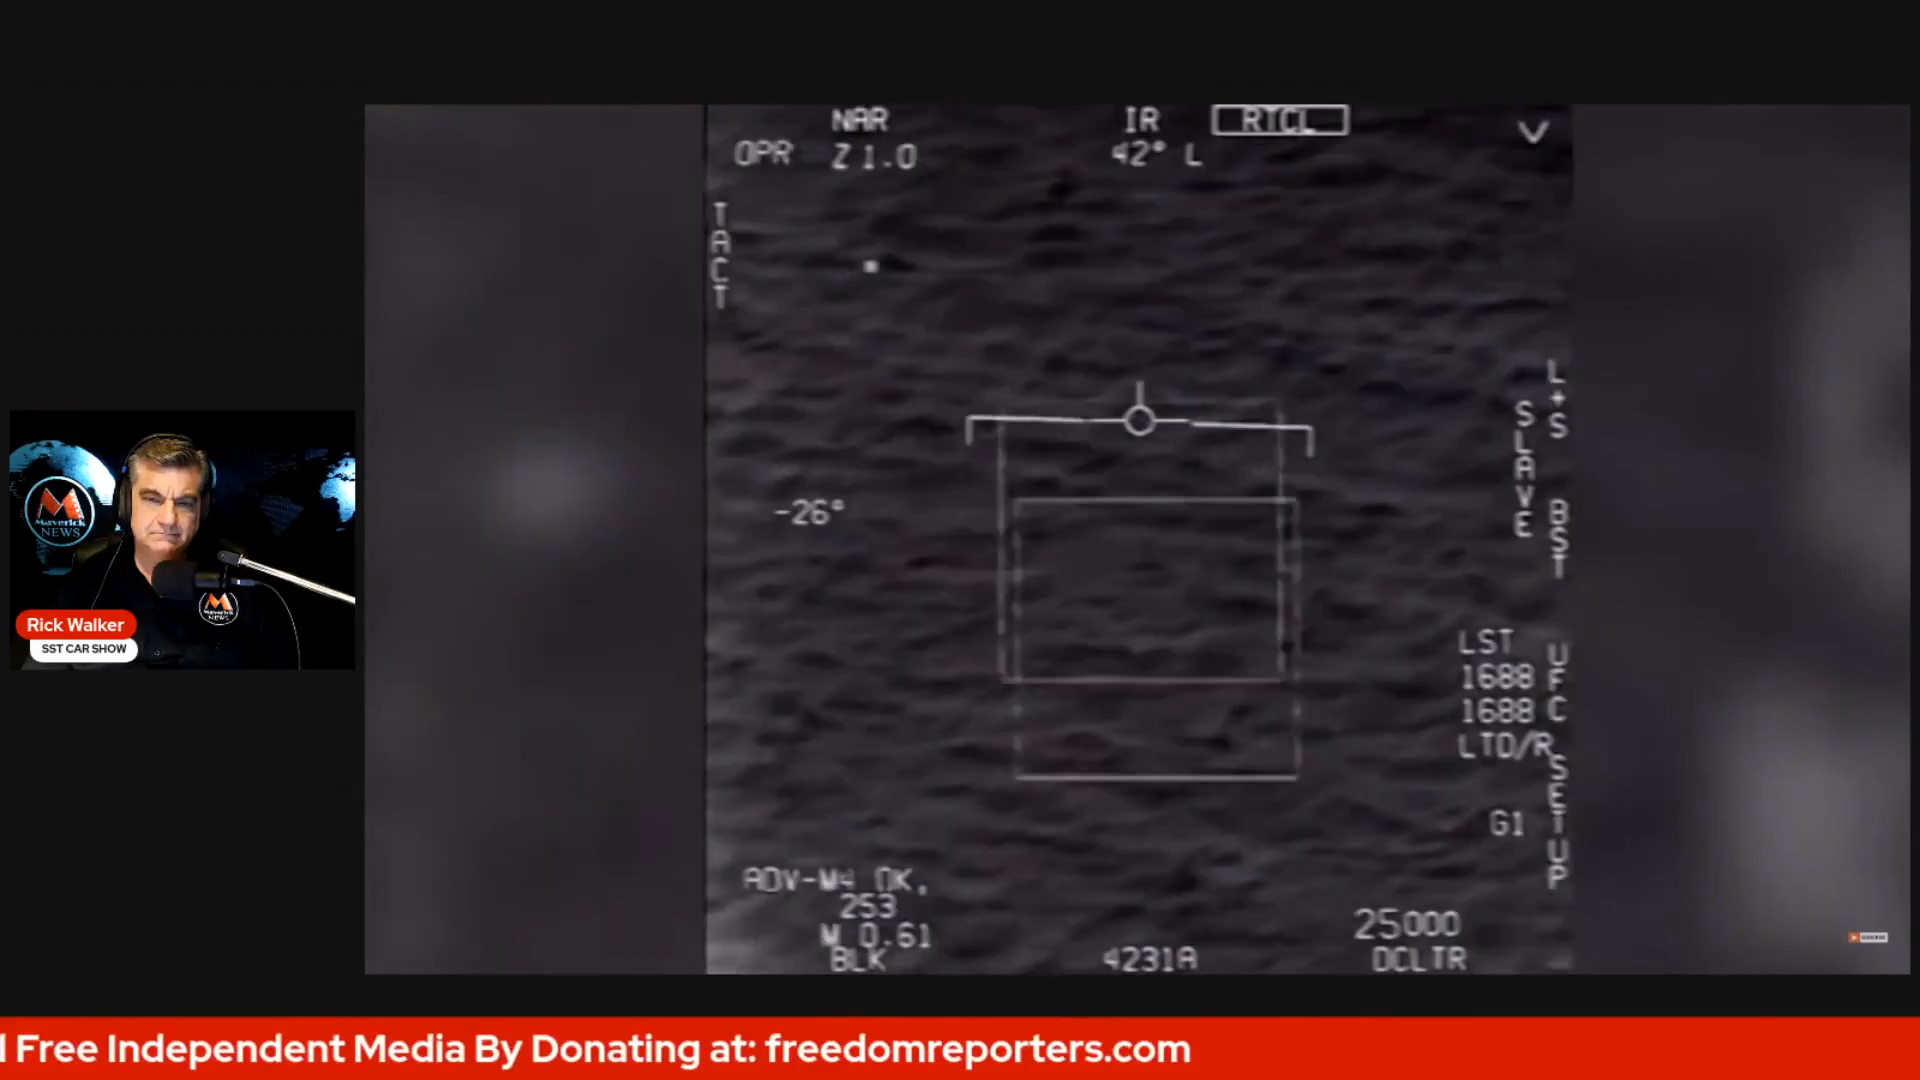 NAR
IR
RTCL
OPR
Z 1.0
42° L
TACT
L+S
SLAVE
BST
-26°
M
Maverick
NEWS
M
Maverick
NEWS
Rick Walker
SST CAR SHOW
LST
1688
1688
LTD/R
UFC
SETUP
G1
ADV-M4 OK,
253
M 0.61
BLK
4231A
25000
DCLTR
Free Independent Media By Donating at: freedomreporters.com